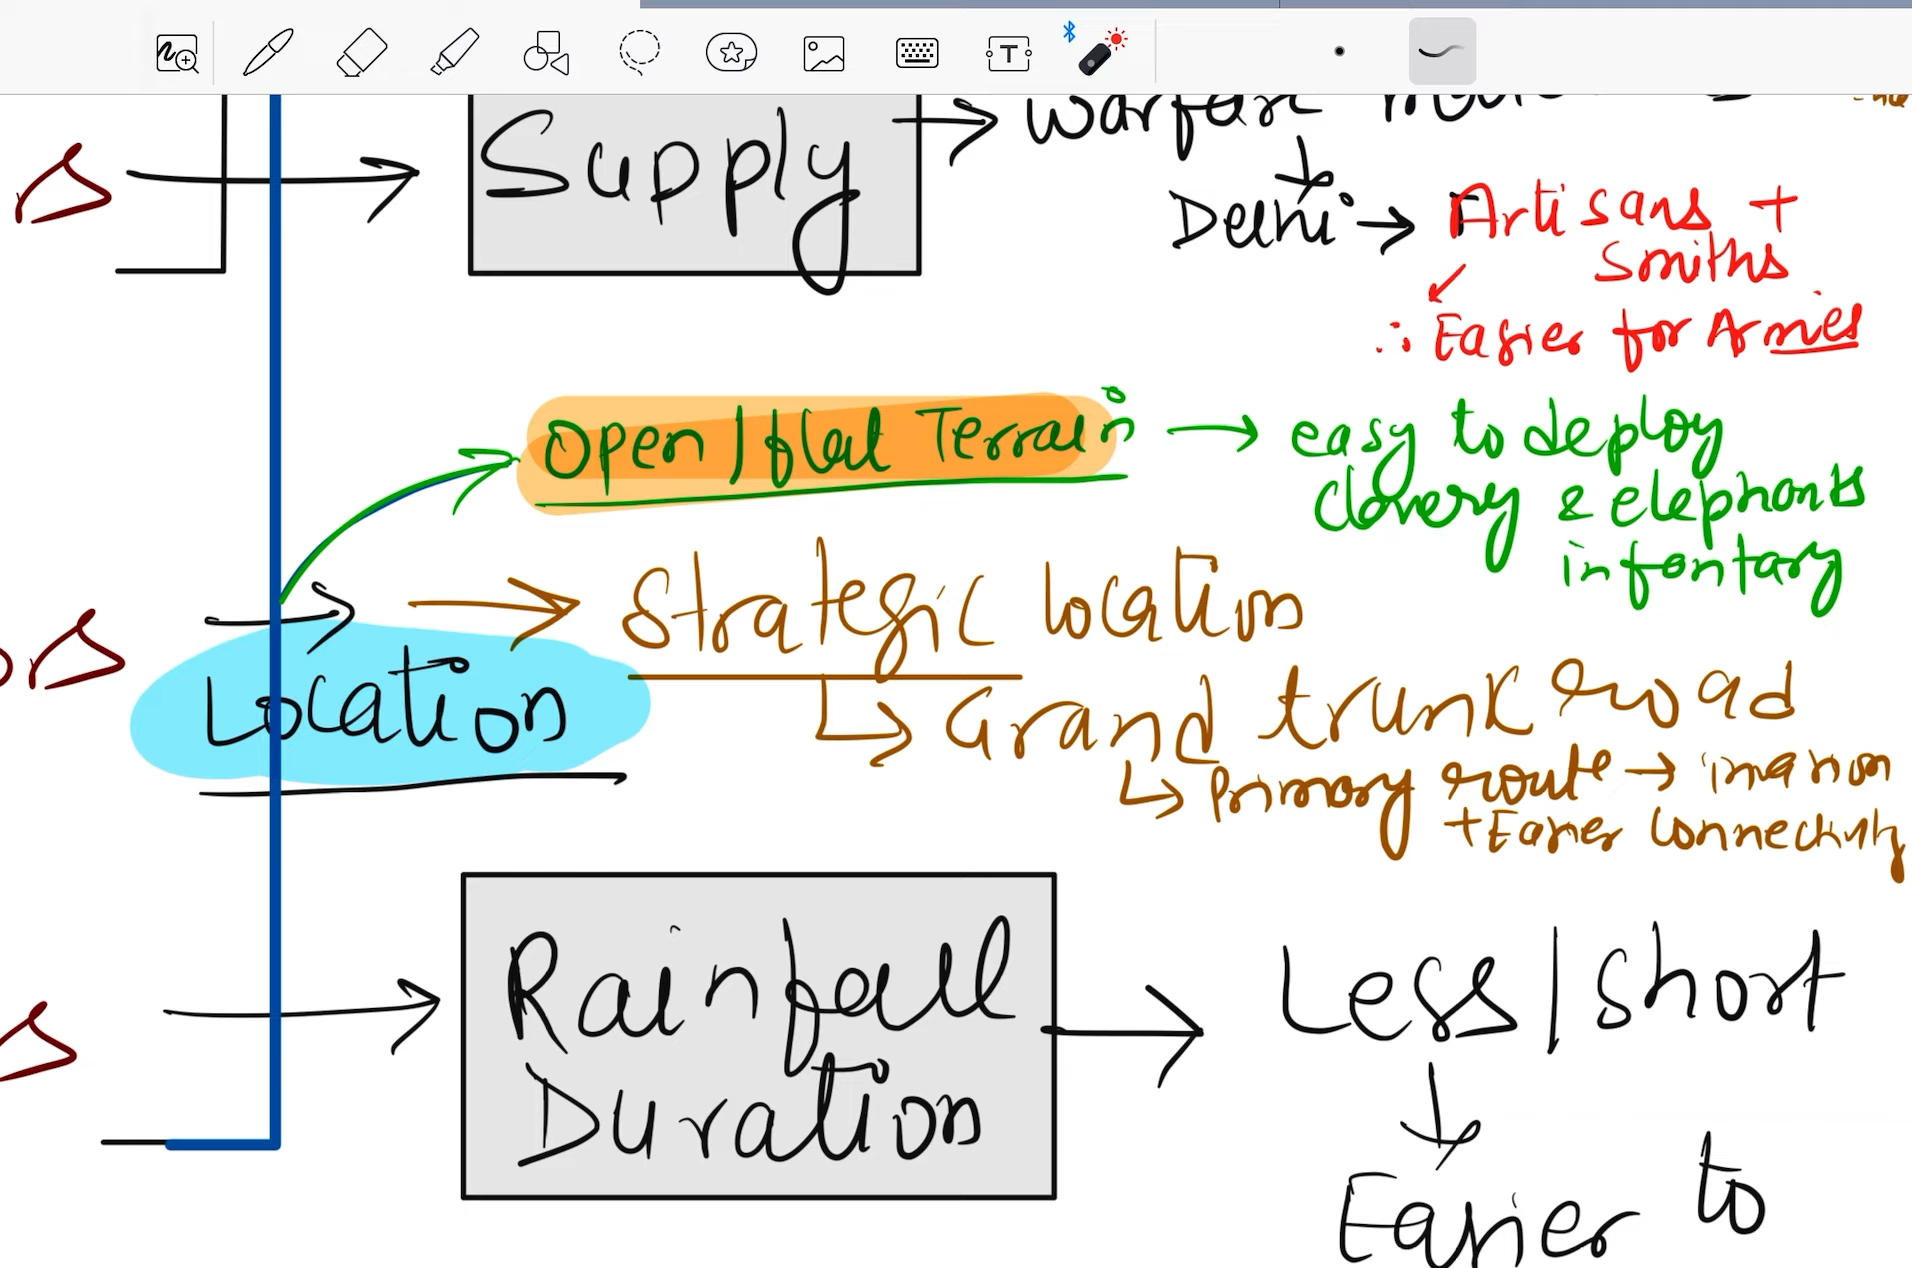 Supply
Warfare
Delhi → Artisans +
Smiths
∴ Easier for Armies
Open / flat Terrain → easy to deploy
clavery & elephants
infontary
→ Strategic location
Location
Grand trunk road
Primary route → invasion
+ Easier Connectivity
Rainfall
Duration
→ Less / short
Easier to